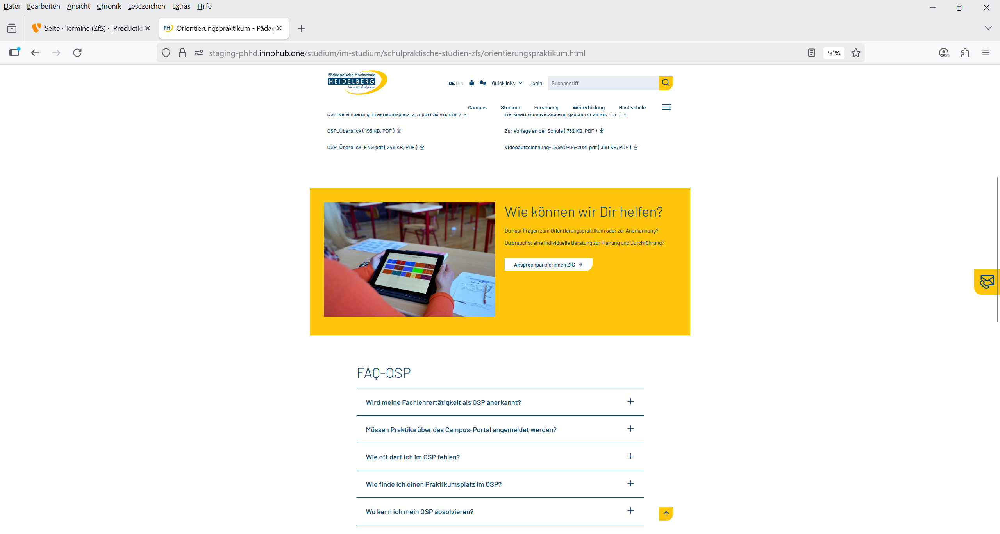 Datei Bearbeiten Ansicht Chronik Lesezeichen Extras Hilfe
Seite · Termine (ZfS) · [Productio
Orientierungspraktikum - Pädag
staging-phhd.innohub.one/studium/im-studium/schulpraktische-studien-zfs/orientierungspraktikum.html
50%
Pädagogische Hochschule
HEIDELBERG
University of Education
DE | EN Quicklinks Login Suchbegriff
Campus Studium Forschung Weiterbildung Hochschule
OSP-Vereinbarung_Praktikumsplatz_ZfS.pdf ( 98 KB, PDF )
Merkblatt Unfallversicherungsschutz ( 29 KB, PDF )
OSP_Überblick ( 195 KB, PDF )
Zur Vorlage an der Schule ( 782 KB, PDF )
OSP_Überblick_ENG.pdf ( 248 KB, PDF )
Videoaufzeichnung-DSGVO-04-2021.pdf ( 360 KB, PDF )
Wie können wir Dir helfen?
Du hast Fragen zum Orientierungspraktikum oder zur Anerkennung?
Du brauchst eine individuelle Beratung zur Planung und Durchführung?
Ansprechpartnerinnen ZfS
FAQ-OSP
Wird meine Fachlehrertätigkeit als OSP anerkannt?
Müssen Praktika über das Campus-Portal angemeldet werden?
Wie oft darf ich im OSP fehlen?
Wie finde ich einen Praktikumsplatz im OSP?
Wo kann ich mein OSP absolvieren?